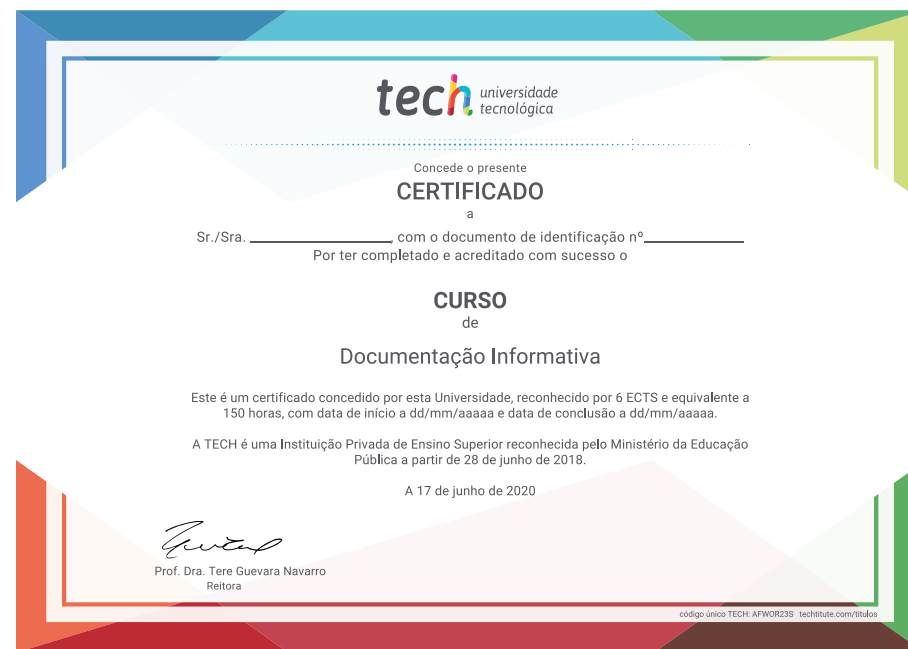 tech universidade
tecnológica
Concede o presente
CERTIFICADO
a
Sr./Sra. ________________, com o documento de identificação nº____________
Por ter completado e acreditado com sucesso o
CURSO
de
Documentação Informativa
Este é um certificado concedido por esta Universidade, reconhecido por 6 ECTS e equivalente a
150 horas, com data de início a dd/mm/aaaaa e data de conclusão a dd/mm/aaaaa.
A TECH é uma Instituição Privada de Ensino Superior reconhecida pelo Ministério da Educação
Pública a partir de 28 de junho de 2018.
A 17 de junho de 2020
Prof. Dra. Tere Guevara Navarro
Reitora
código único TECH: AFWOR23S techtitute.com/titulos